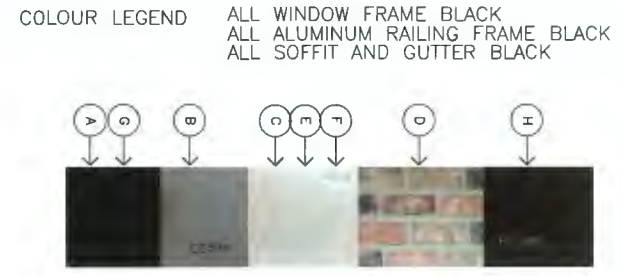 COLOUR LEGEND
ALL WINDOW FRAME BLACK
ALL ALUMINUM RAILING FRAME BLACK
ALL SOFFIT AND GUTTER BLACK
A G B C E F D H